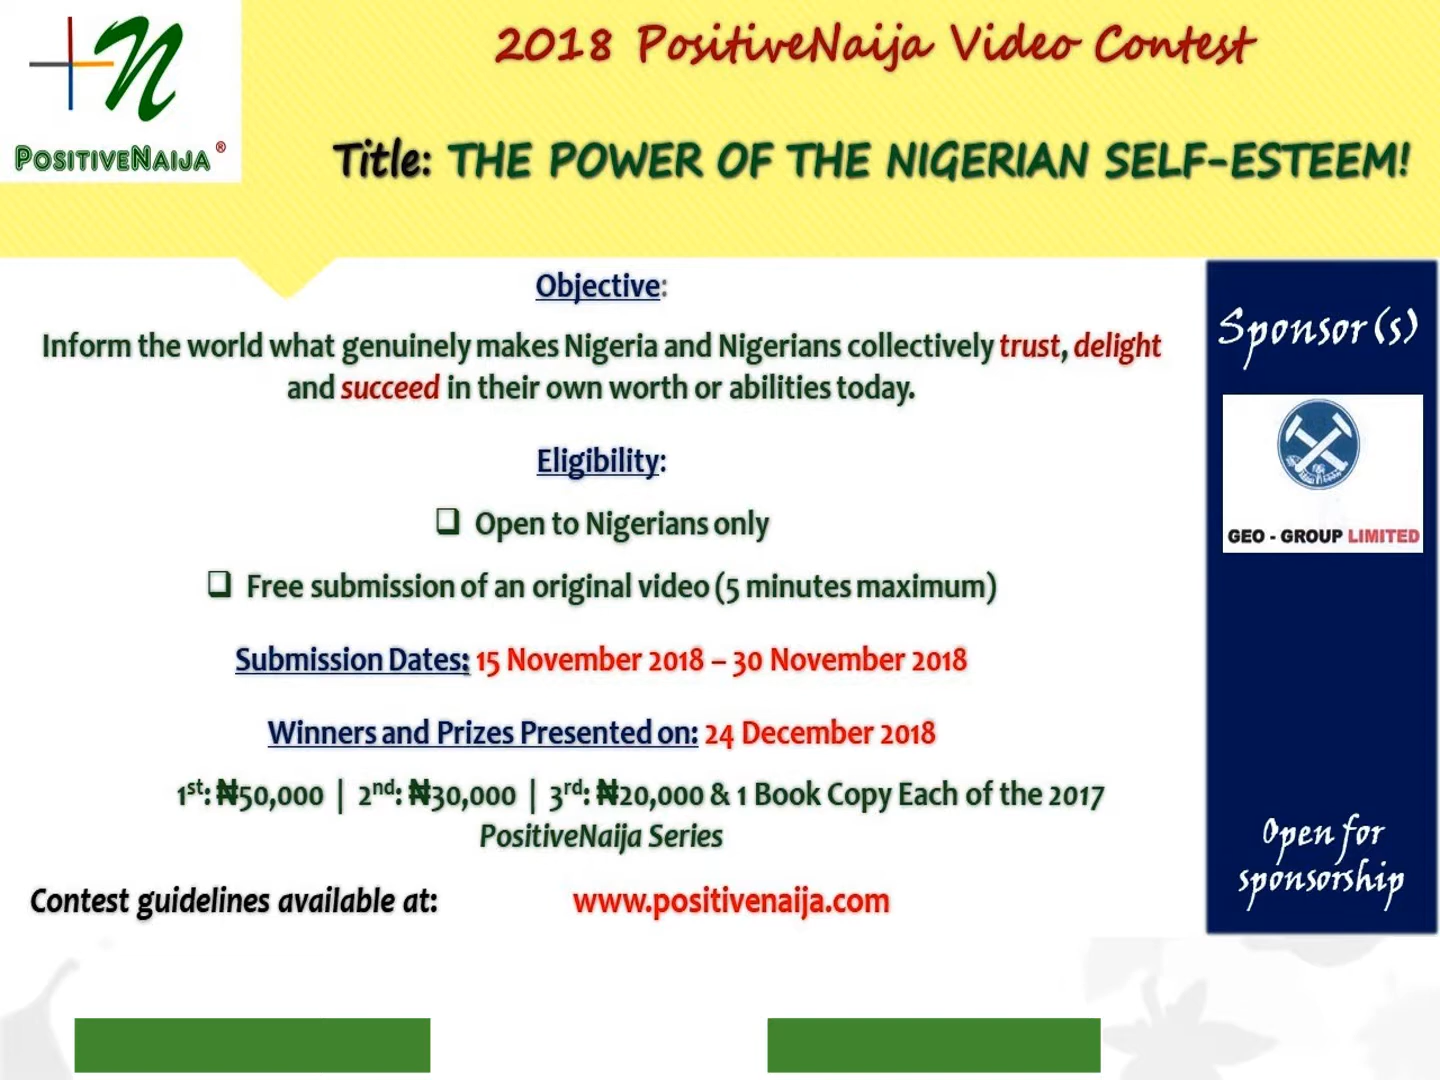 2018 PositiveNaija Video Contest
POSITIVENAIJA®
Title: THE POWER OF THE NIGERIAN SELF-ESTEEM!
Objective:
Inform the world what genuinely makes Nigeria and Nigerians collectively trust, delight
and succeed in their own worth or abilities today.
Eligibility:
❑ Open to Nigerians only
❑ Free submission of an original video (5 minutes maximum)
Submission Dates: 15 November 2018 – 30 November 2018
Winners and Prizes Presented on: 24 December 2018
1st: ₦50,000 | 2nd: ₦30,000 | 3rd: ₦20,000 & 1 Book Copy Each of the 2017
PositiveNaija Series
Contest guidelines available at: www.positivenaija.com
Sponsor(s)
GEO - GROUP LIMITED
Open for
sponsorship